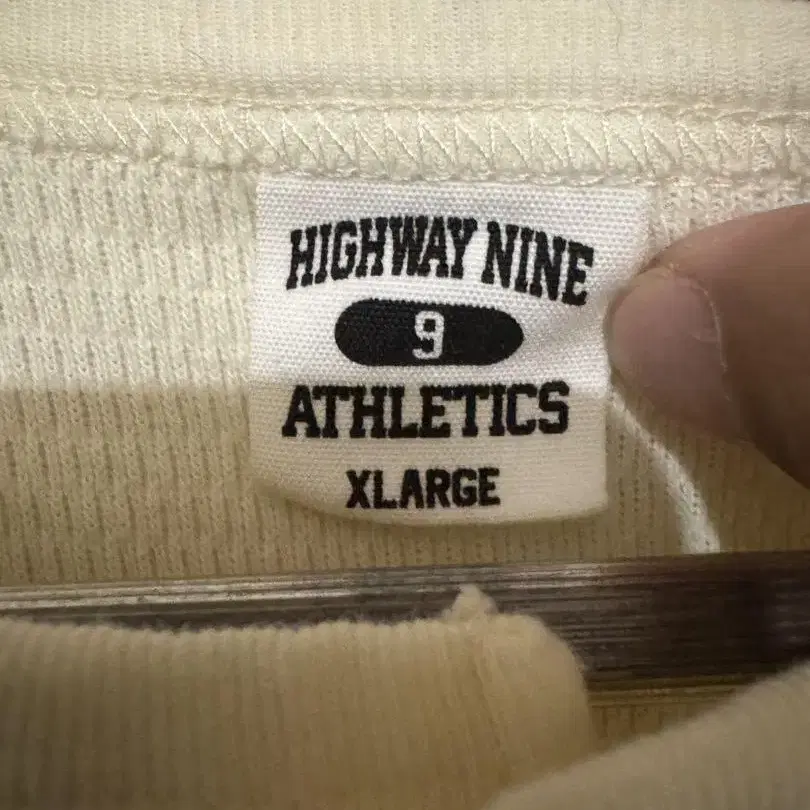 HIGHWAY NINE
9
ATHLETICS
XLARGE